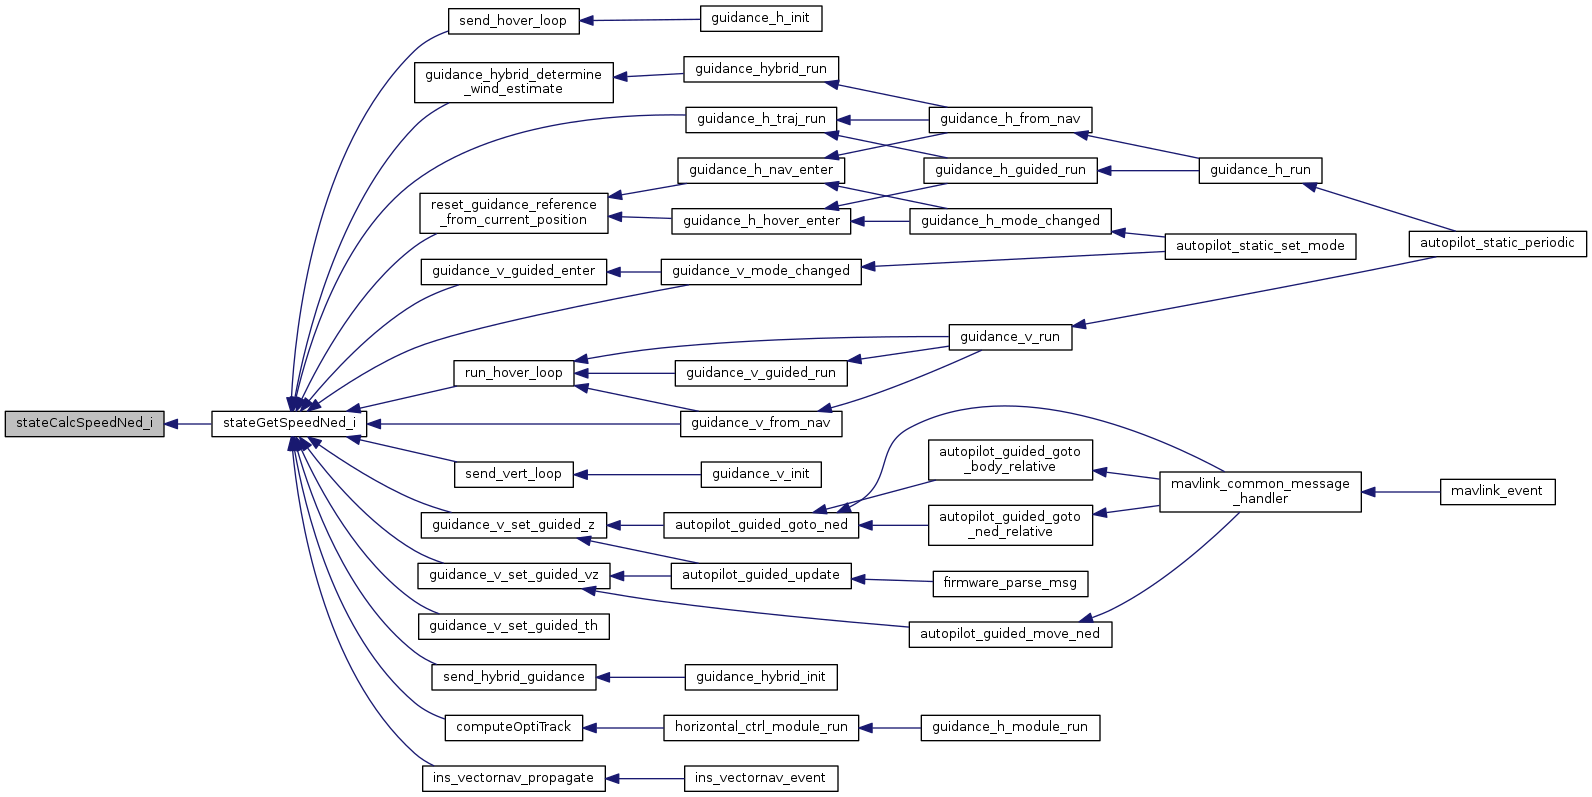 send_hover_loop
guidance_h_init
guidance_hybrid_determine
_wind_estimate
guidance_hybrid_run
guidance_h_traj_run
guidance_h_from_nav
guidance_h_nav_enter
guidance_h_guided_run
guidance_h_run
reset_guidance_reference
_from_current_position
guidance_h_hover_enter
guidance_h_mode_changed
autopilot_static_set_mode
autopilot_static_periodic
guidance_v_guided_enter
guidance_v_mode_changed
guidance_v_run
run_hover_loop
guidance_v_guided_run
stateCalcSpeedNed_i
stateGetSpeedNed_i
guidance_v_from_nav
send_vert_loop
guidance_v_init
autopilot_guided_goto
_body_relative
mavlink_common_message
_handler
mavlink_event
guidance_v_set_guided_z
autopilot_guided_goto_ned
autopilot_guided_goto
_ned_relative
guidance_v_set_guided_vz
autopilot_guided_update
firmware_parse_msg
guidance_v_set_guided_th
autopilot_guided_move_ned
send_hybrid_guidance
guidance_hybrid_init
computeOptiTrack
horizontal_ctrl_module_run
guidance_h_module_run
ins_vectornav_propagate
ins_vectornav_event